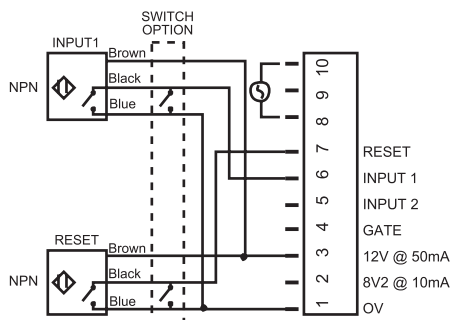 SWITCH
OPTION
INPUT1
Brown
Black
Blue
NPN
10
9
8
7 RESET
6 INPUT 1
5 INPUT 2
4 GATE
3 12V @ 50mA
2 8V2 @ 10mA
1 OV
RESET
Brown
Black
Blue
NPN